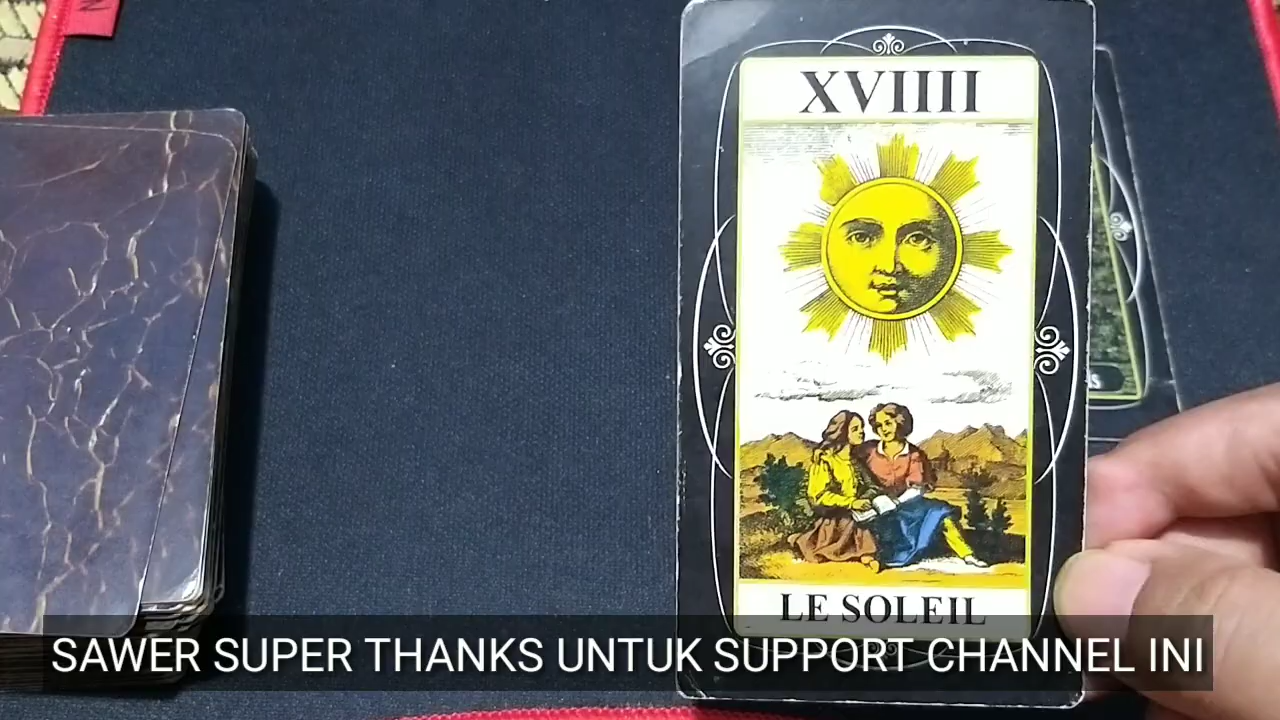 XVIIII
LE SOLEIL
SAWER SUPER THANKS UNTUK SUPPORT CHANNEL INI